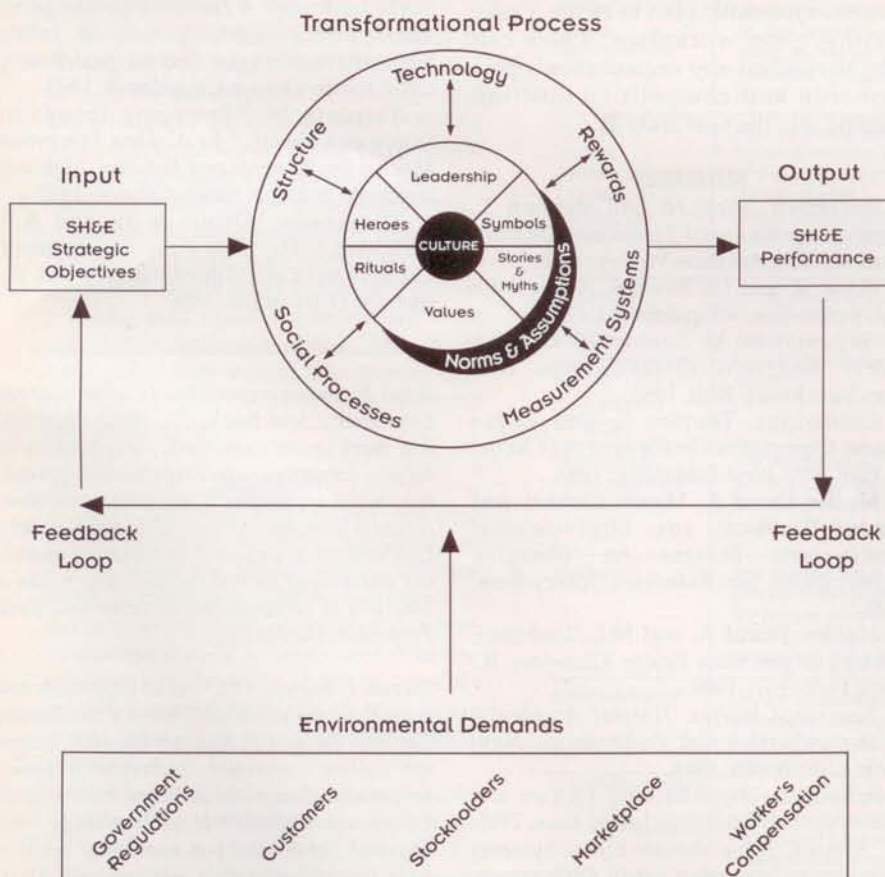 Transformational Process
Technology
Structure
Rewards
Input
Output
Leadership
SH&E
Strategic
Objectives
Heroes
Symbols
CULTURE
SH&E
Performance
Rituals
Stories
&
Myths
Values
Norms & Assumptions
Social Processes
Measurement Systems
Feedback
Loop
Feedback
Loop
Environmental Demands
Government
Regulations
Customers
Stockholders
Marketplace
Worker's
Compensation